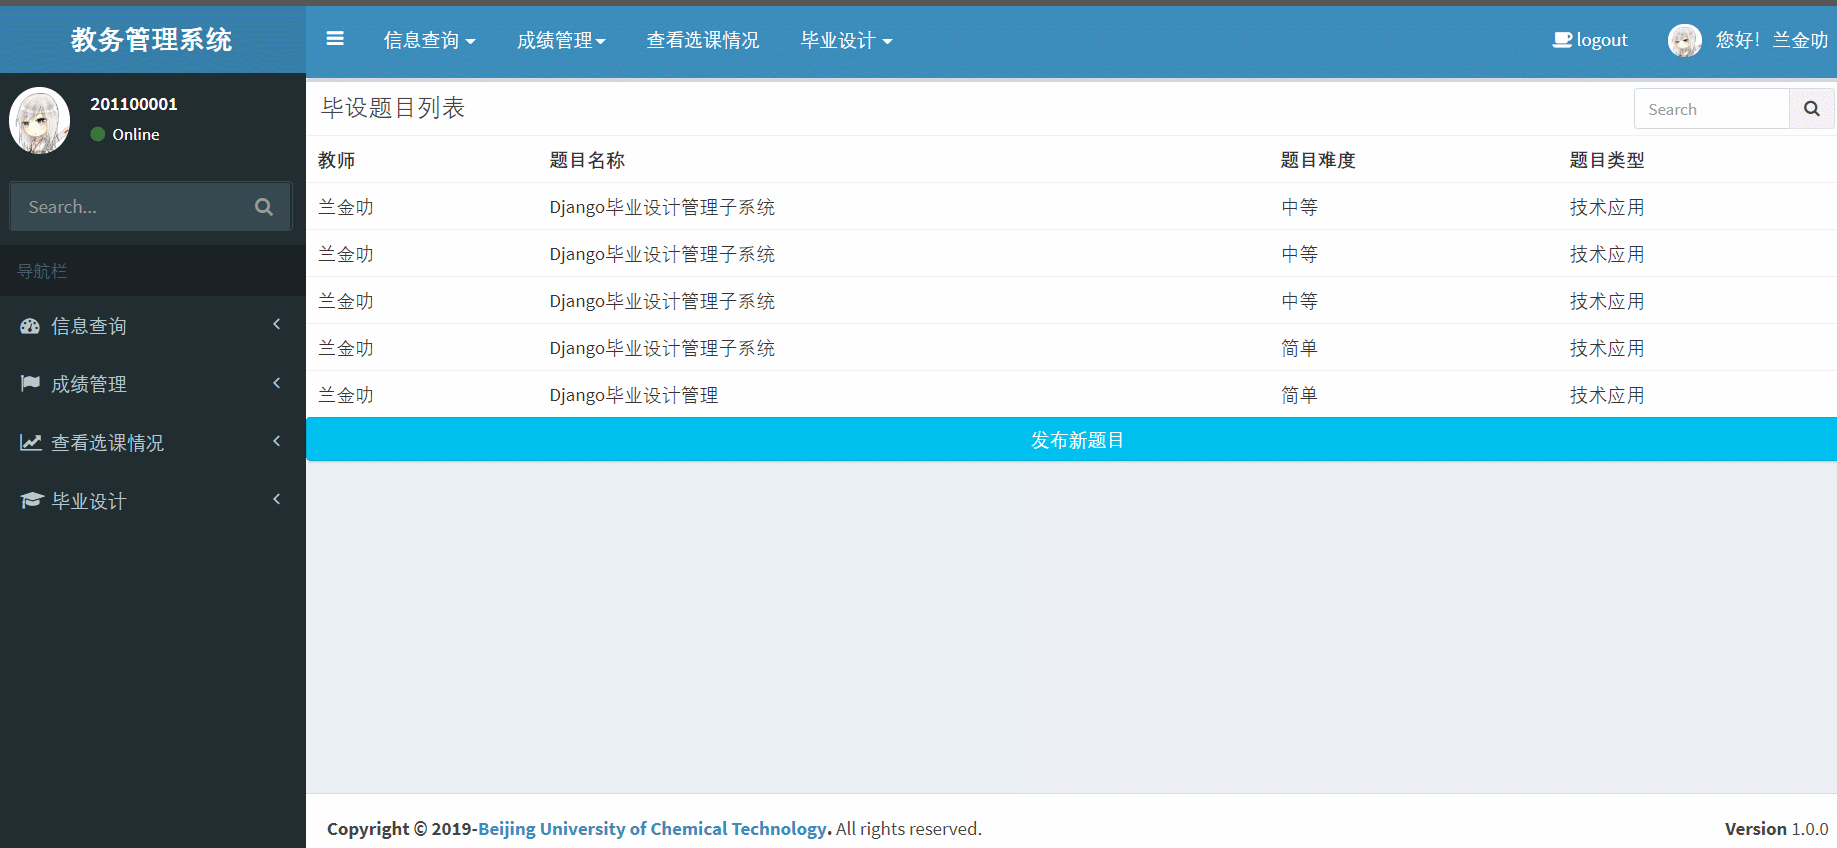 教务管理系统
信息查询
成绩管理
查看选课情况
毕业设计
logout
您好！兰金叻
201100001
Online
Search...
导航栏
信息查询
成绩管理
查看选课情况
毕业设计
毕设题目列表
Search
教师 题目名称 题目难度 题目类型
兰金叻 Django毕业设计管理子系统 中等 技术应用
兰金叻 Django毕业设计管理子系统 中等 技术应用
兰金叻 Django毕业设计管理子系统 中等 技术应用
兰金叻 Django毕业设计管理子系统 简单 技术应用
兰金叻 Django毕业设计管理 简单 技术应用
发布新题目
Copyright © 2019-Beijing University of Chemical Technology. All rights reserved.
Version 1.0.0